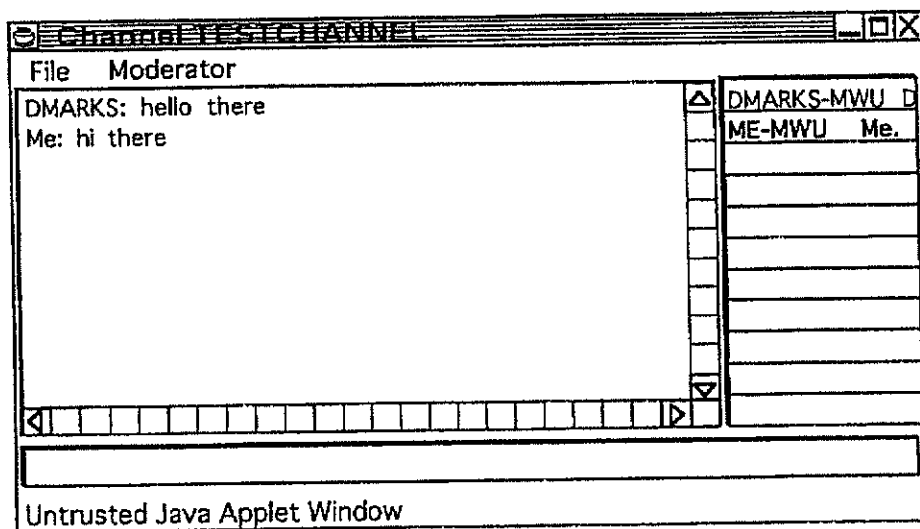 Channel TESTCHANNEL
File Moderator
DMARKS: hello there
Me: hi there
DMARKS-MWU D
ME-MWU Me.
Untrusted Java Applet Window